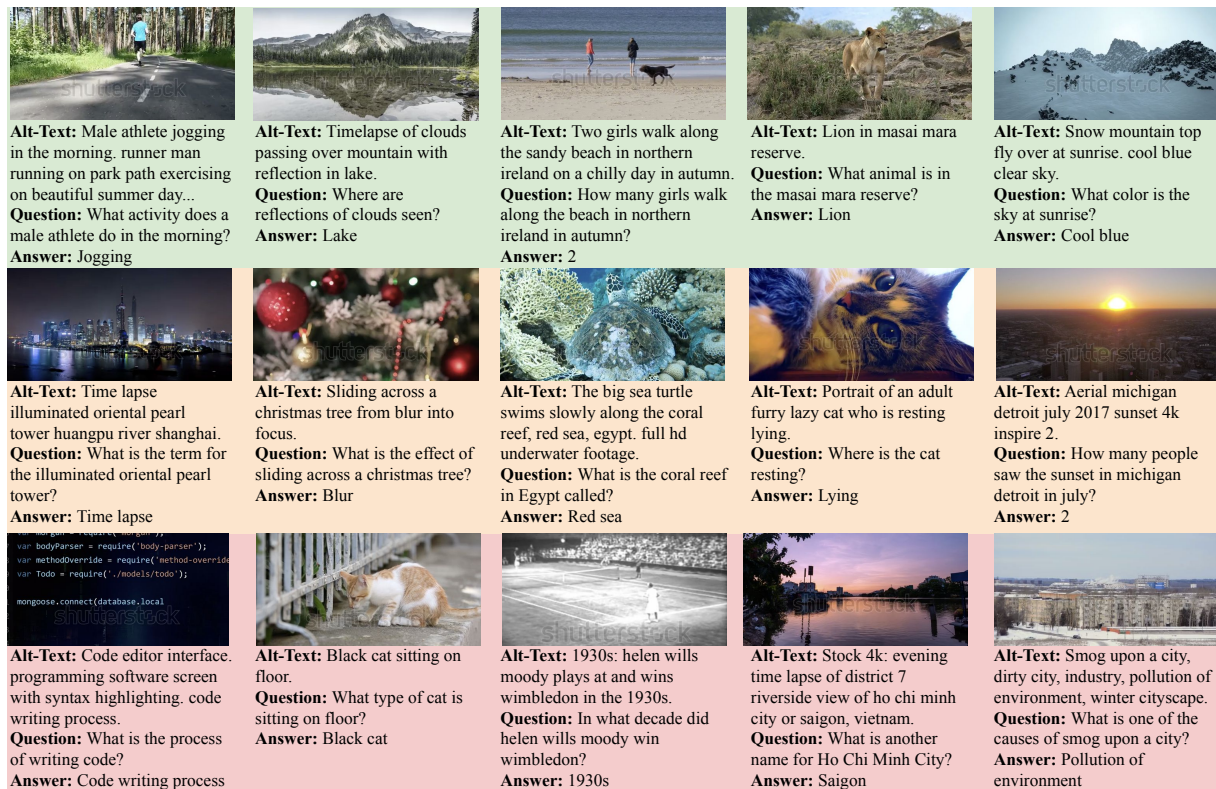 shutterstock
shutterstock
shutterstock
shutterstock
shutterstock
Alt-Text: Male athlete jogging
in the morning. runner man
running on park path exercising
on beautiful summer day...
Question: What activity does a
male athlete do in the morning?
Answer: Jogging
Alt-Text: Timelapse of clouds
passing over mountain with
reflection in lake.
Question: Where are
reflections of clouds seen?
Answer: Lake
Alt-Text: Two girls walk along
the sandy beach in northern
ireland on a chilly day in autumn.
Question: How many girls walk
along the beach in northern
ireland in autumn?
Answer: 2
Alt-Text: Lion in masai mara
reserve.
Question: What animal is in
the masai mara reserve?
Answer: Lion
Alt-Text: Snow mountain top
fly over at sunrise. cool blue
clear sky.
Question: What color is the
sky at sunrise?
Answer: Cool blue
shutterstock
shutterstock
shutterstock
shutterstock
shutterstock
Alt-Text: Time lapse
illuminated oriental pearl
tower huangpu river shanghai.
Question: What is the term for
the illuminated oriental pearl
tower?
Answer: Time lapse
Alt-Text: Sliding across a
christmas tree from blur into
focus.
Question: What is the effect of
sliding across a christmas tree?
Answer: Blur
Alt-Text: The big sea turtle
swims slowly along the coral
reef, red sea, egypt. full hd
underwater footage.
Question: What is the coral reef
in Egypt called?
Answer: Red sea
Alt-Text: Portrait of an adult
furry lazy cat who is resting
lying.
Question: Where is the cat
resting?
Answer: Lying
Alt-Text: Aerial michigan
detroit july 2017 sunset 4k
inspire 2.
Question: How many people
saw the sunset in michigan
detroit in july?
Answer: 2
var morgan = require('morgan');
var bodyParser = require('body-parser');
var methodOverride = require('method-override
var Todo = require('./models/todo');
mongoose.connect(database.local
shutterstock
shutterstock
shutterstock
shutterstock
shutterstock
Alt-Text: Code editor interface.
programming software screen
with syntax highlighting. code
writing process.
Question: What is the process
of writing code?
Answer: Code writing process
Alt-Text: Black cat sitting on
floor.
Question: What type of cat is
sitting on floor?
Answer: Black cat
Alt-Text: 1930s: helen wills
moody plays at and wins
wimbledon in the 1930s.
Question: In what decade did
helen wills moody win
wimbledon?
Answer: 1930s
Alt-Text: Stock 4k: evening
time lapse of district 7
riverside view of ho chi minh
city or saigon, vietnam.
Question: What is another
name for Ho Chi Minh City?
Answer: Saigon
Alt-Text: Smog upon a city,
dirty city, industry, pollution of
environment, winter cityscape.
Question: What is one of the
causes of smog upon a city?
Answer: Pollution of
environment